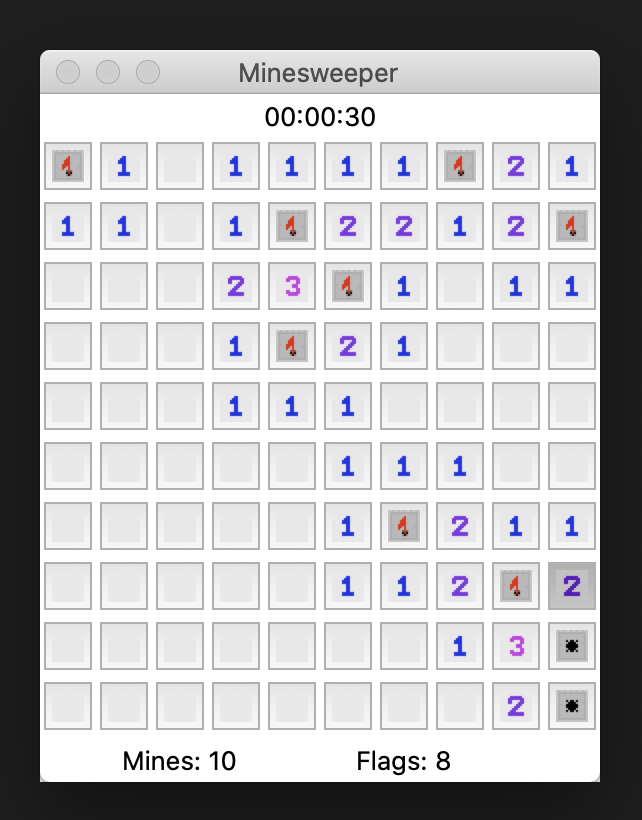 Minesweeper
00:00:30
1 1 1 1 1 2 1
1 1 1 2 2 1 2
2 3 1 1 1
1 2 1
1 1 1
1 1 1
1 2 1 1
1 1 2 2
1 3
2
Mines: 10 Flags: 8